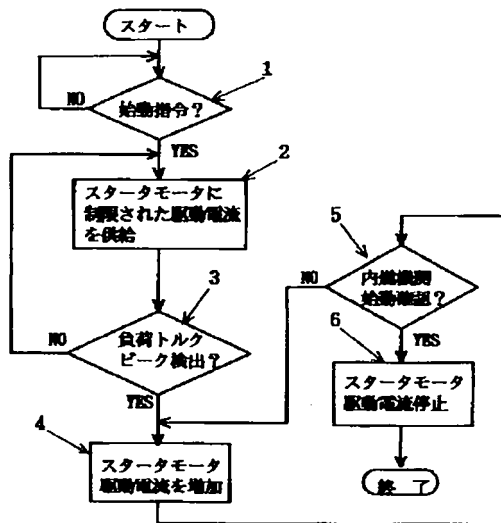 スタート
1
始動指令?
NO
YES
2
スタータモータに
制限された駆動電流
を供給
3
負荷トルク
ピーク検出?
NO
YES
4
スタータモータ
駆動電流を増加
5
内燃機関
始動確認?
NO
YES
6
スタータモータ
駆動電流停止
終 了